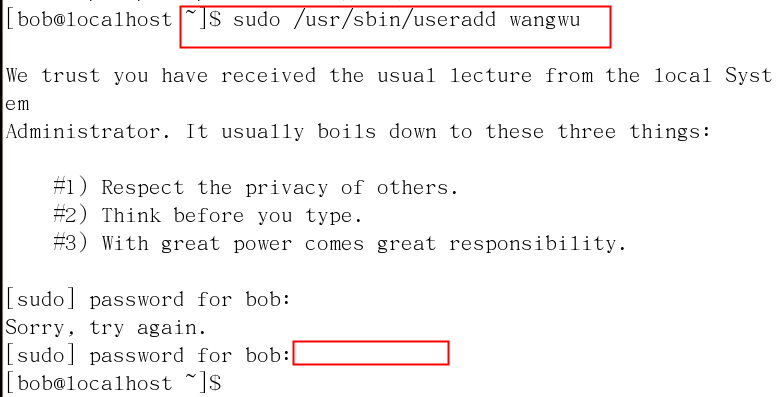 [bob@localhost ~]$ sudo /usr/sbin/useradd wangwu
We trust you have received the usual lecture from the local Syst
em
Administrator. It usually boils down to these three things:
#1) Respect the privacy of others.
#2) Think before you type.
#3) With great power comes great responsibility.
[sudo] password for bob:
Sorry, try again.
[sudo] password for bob:
[bob@localhost ~]$